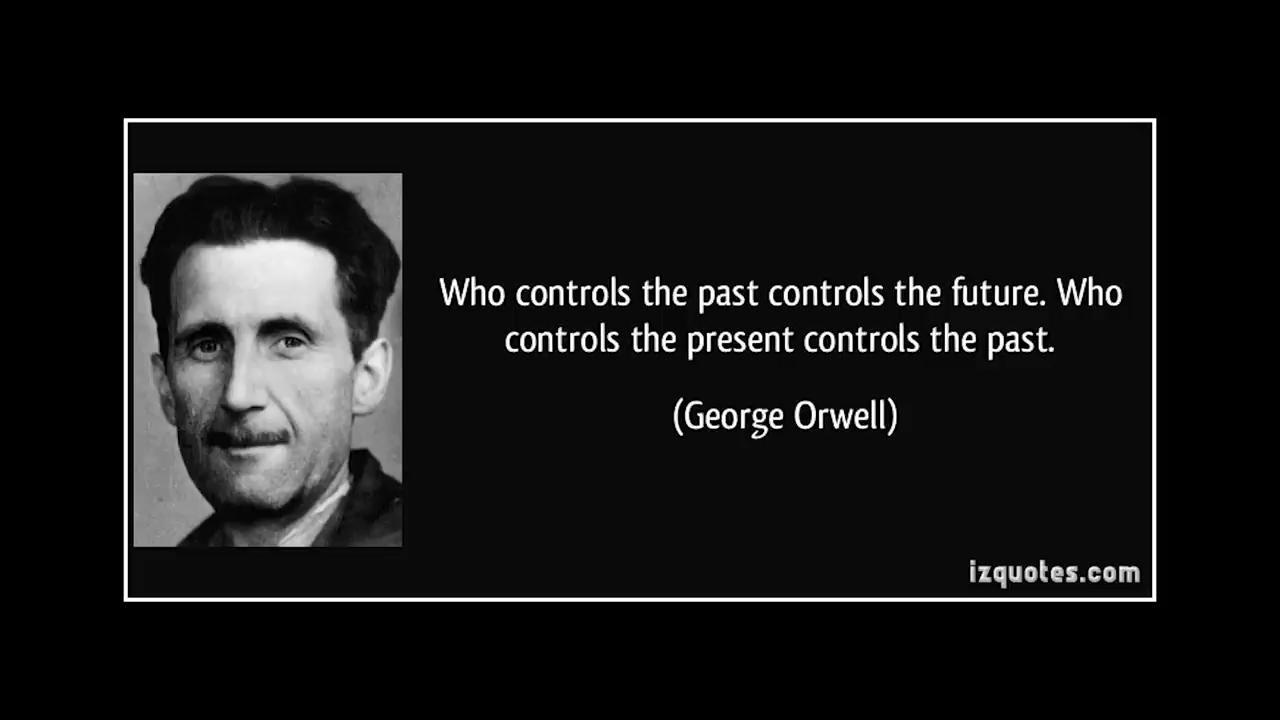 Who controls the past controls the future. Who
controls the present controls the past.
(George Orwell)
izquotes.com